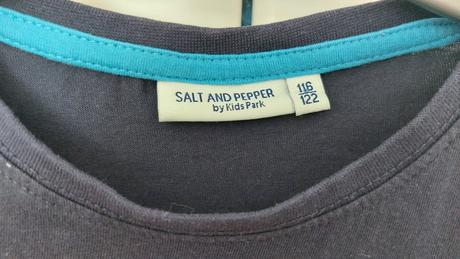 SALT AND PEPPER
by Kids Park
116
122